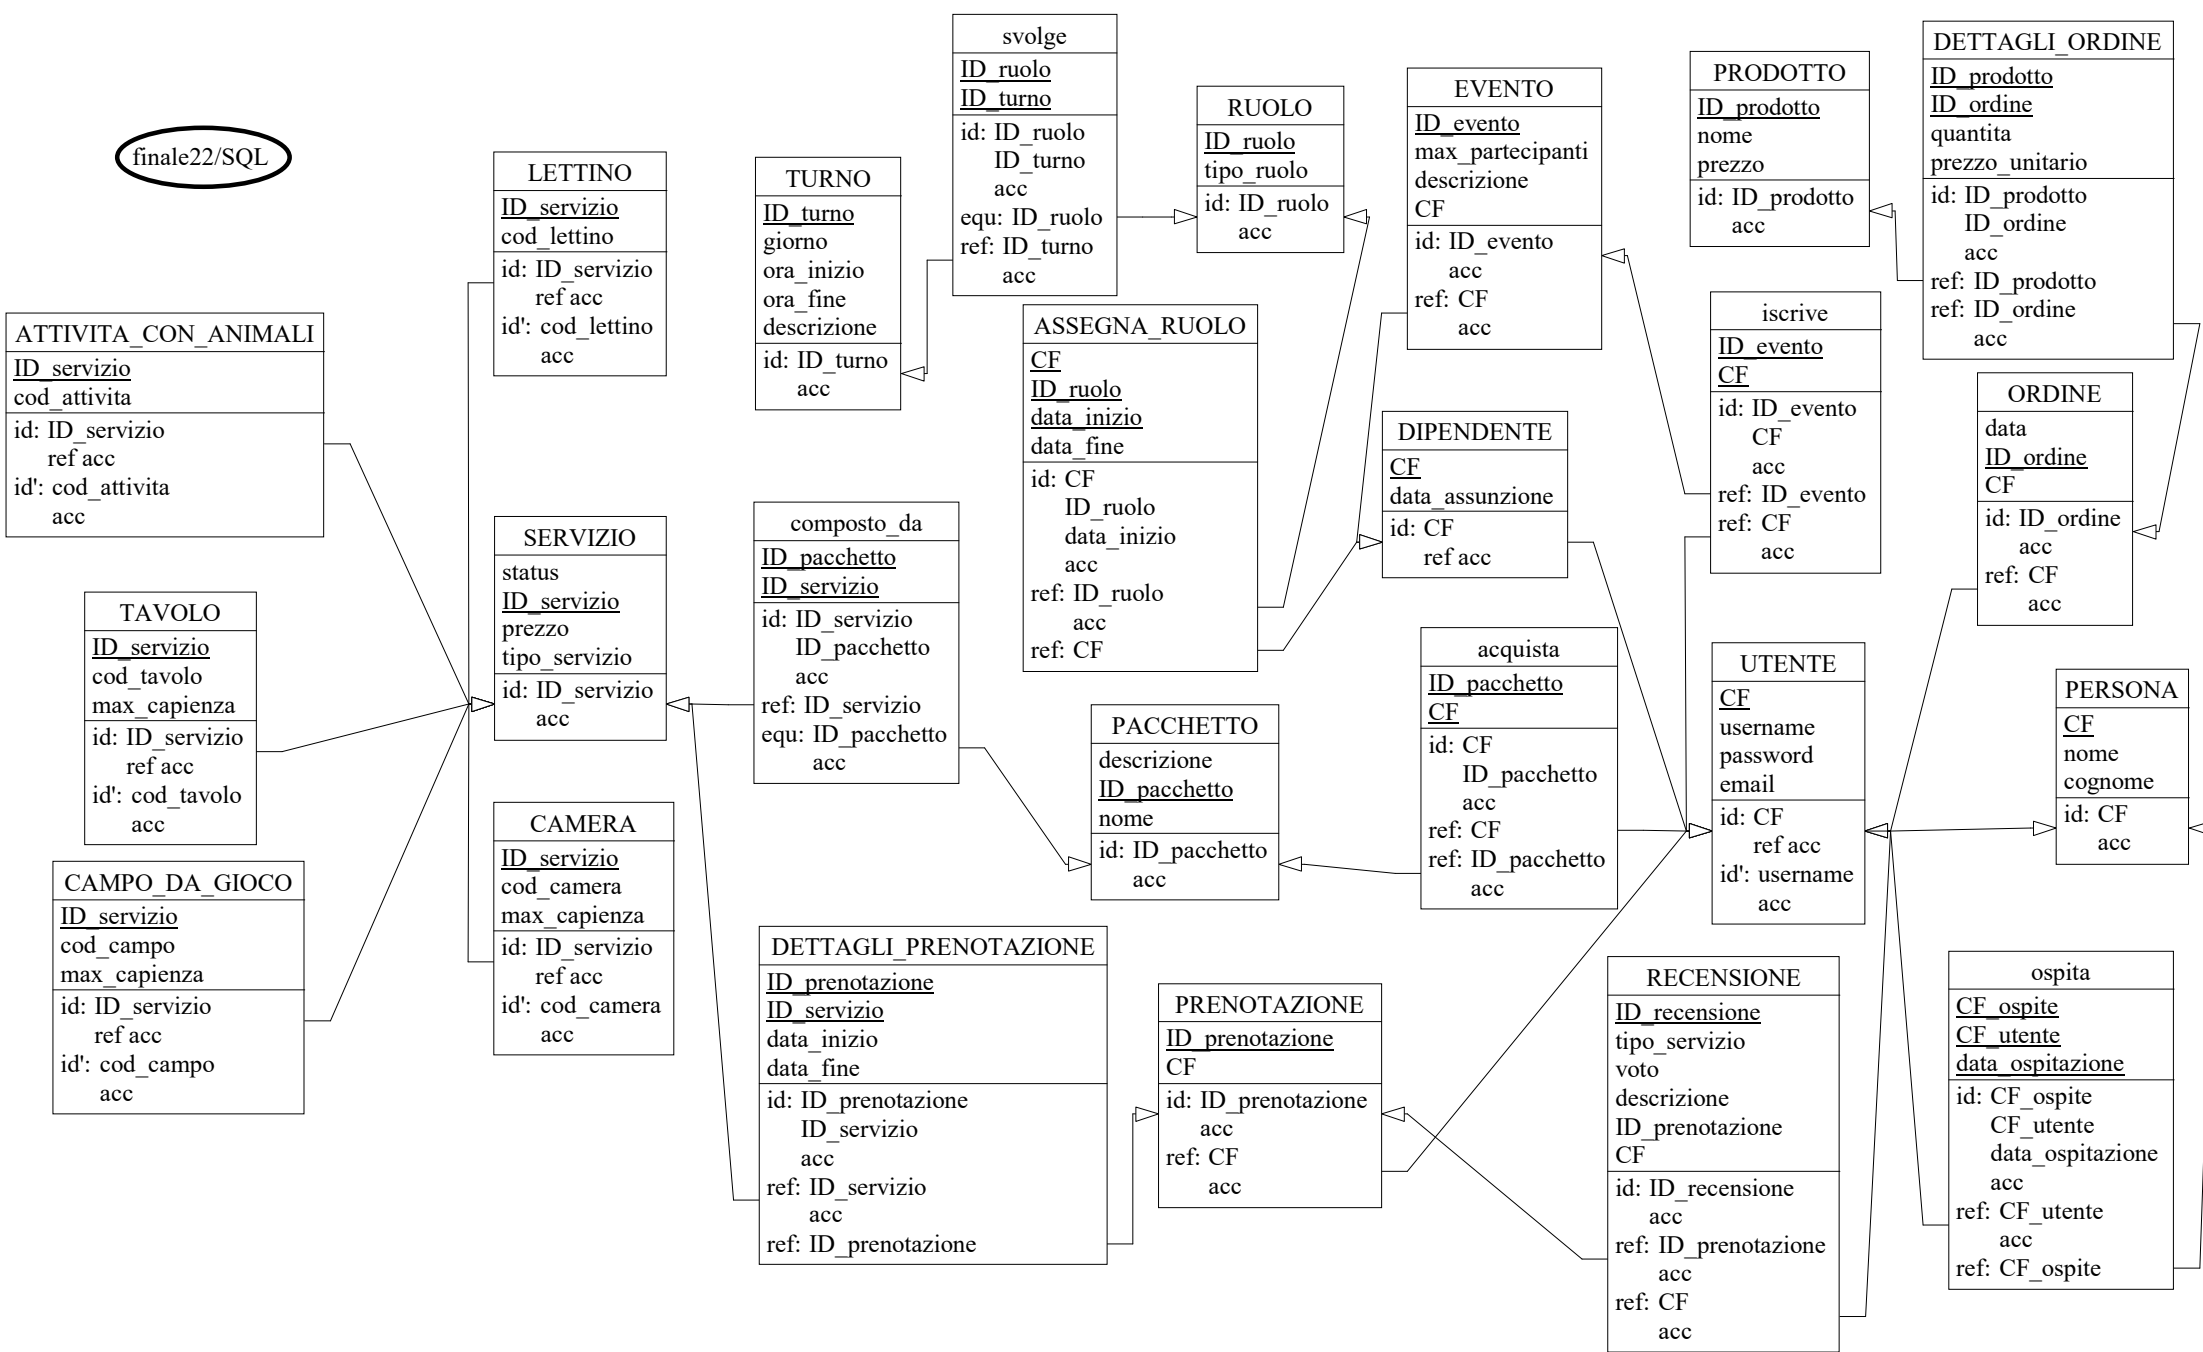 finale22/SQL
ATTIVITA_CON_ANIMALI
ID_servizio
cod_attivita
id: ID_servizio
ref acc
id': cod_attivita
acc
TAVOLO
ID_servizio
cod_tavolo
max_capienza
id: ID_servizio
ref acc
id': cod_tavolo
acc
CAMPO_DA_GIOCO
ID_servizio
cod_campo
max_capienza
id: ID_servizio
ref acc
id': cod_campo
acc
LETTINO
ID_servizio
cod_lettino
id: ID_servizio
ref acc
id': cod_lettino
acc
SERVIZIO
status
ID_servizio
prezzo
tipo_servizio
id: ID_servizio
acc
CAMERA
ID_servizio
cod_camera
max_capienza
id: ID_servizio
ref acc
id': cod_camera
acc
TURNO
ID_turno
giorno
ora_inizio
ora_fine
descrizione
id: ID_turno
acc
composto_da
ID_pacchetto
ID_servizio
id: ID_servizio
ID_pacchetto
acc
ref: ID_servizio
equ: ID_pacchetto
acc
DETTAGLI_PRENOTAZIONE
ID_prenotazione
ID_servizio
data_inizio
data_fine
id: ID_prenotazione
ID_servizio
acc
ref: ID_servizio
acc
ref: ID_prenotazione
svolge
ID_ruolo
ID_turno
id: ID_ruolo
ID_turno
acc
equ: ID_ruolo
ref: ID_turno
acc
ASSEGNA_RUOLO
CF
ID_ruolo
data_inizio
data_fine
id: CF
ID_ruolo
data_inizio
acc
ref: ID_ruolo
acc
ref: CF
RUOLO
ID_ruolo
tipo_ruolo
id: ID_ruolo
acc
PACCHETTO
descrizione
ID_pacchetto
nome
id: ID_pacchetto
acc
PRENOTAZIONE
ID_prenotazione
CF
id: ID_prenotazione
acc
ref: CF
acc
EVENTO
ID_evento
max_partecipanti
descrizione
CF
id: ID_evento
acc
ref: CF
acc
DIPENDENTE
CF
data_assunzione
id: CF
ref acc
acquista
ID_pacchetto
CF
id: CF
ID_pacchetto
acc
ref: CF
ref: ID_pacchetto
acc
PRODOTTO
ID_prodotto
nome
prezzo
id: ID_prodotto
acc
iscrive
ID_evento
CF
id: ID_evento
CF
acc
ref: ID_evento
ref: CF
acc
UTENTE
CF
username
password
email
id: CF
ref acc
id': username
acc
RECENSIONE
ID_recensione
tipo_servizio
voto
descrizione
ID_prenotazione
CF
id: ID_recensione
acc
ref: ID_prenotazione
acc
ref: CF
acc
DETTAGLI_ORDINE
ID_prodotto
ID_ordine
quantita
prezzo_unitario
id: ID_prodotto
ID_ordine
acc
ref: ID_prodotto
ref: ID_ordine
acc
ORDINE
data
ID_ordine
CF
id: ID_ordine
acc
ref: CF
acc
PERSONA
CF
nome
cognome
id: CF
acc
ospita
CF_ospite
CF_utente
data_ospitazione
id: CF_ospite
CF_utente
data_ospitazione
acc
ref: CF_utente
acc
ref: CF_ospite